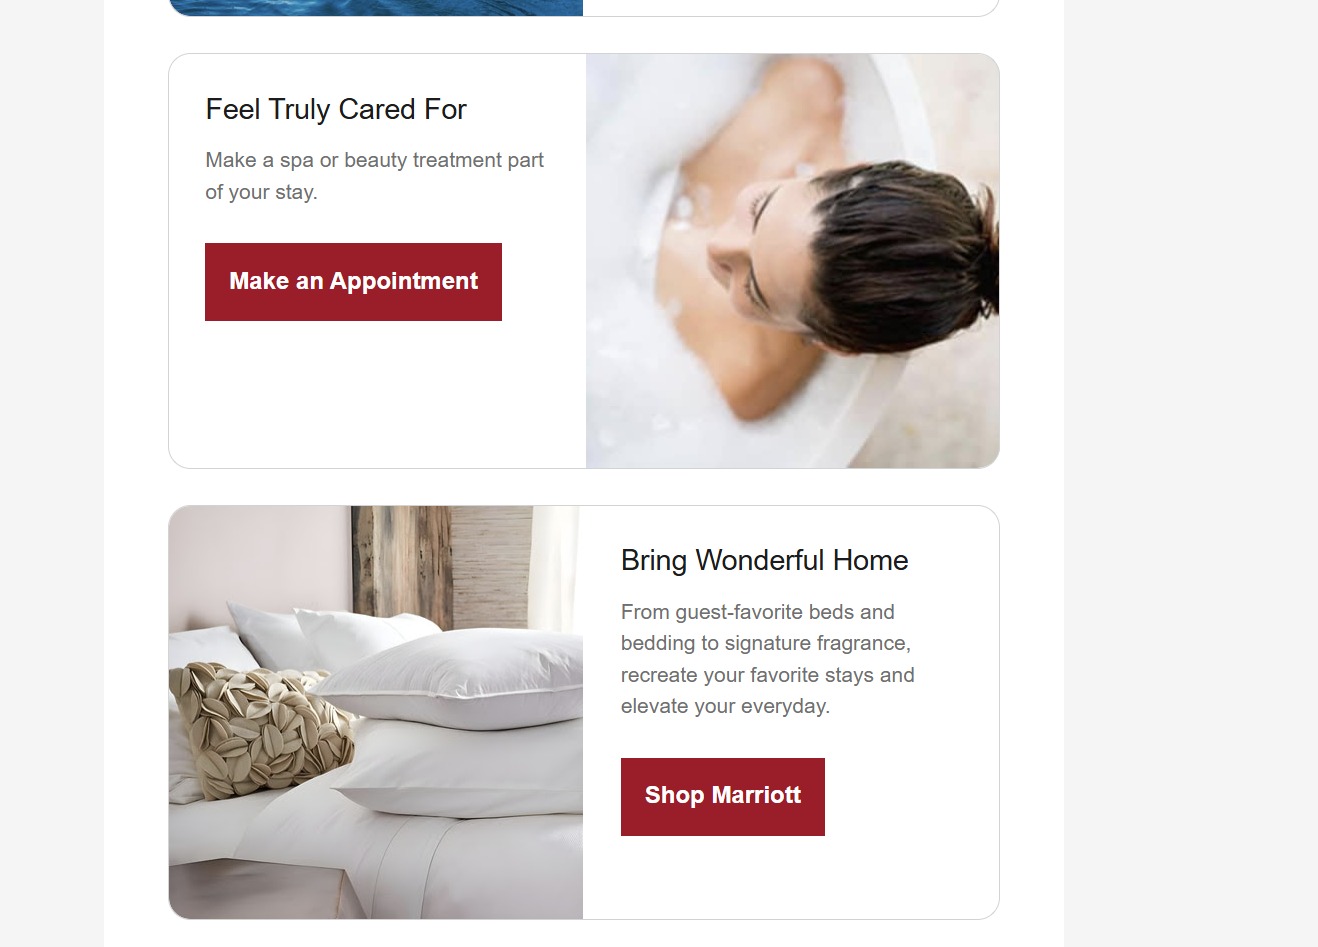 Feel Truly Cared For
Make a spa or beauty treatment part
of your stay.
Make an Appointment
Bring Wonderful Home
From guest-favorite beds and
bedding to signature fragrance,
recreate your favorite stays and
elevate your everyday.
Shop Marriott